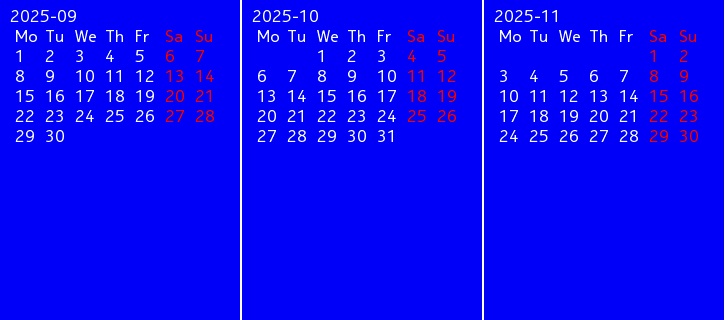 2025-09
Mo Tu We Th Fr Sa Su
1 2 3 4 5 6 7
8 9 10 11 12 13 14
15 16 17 18 19 20 21
22 23 24 25 26 27 28
29 30
2025-10
Mo Tu We Th Fr Sa Su
1 2 3 4 5
6 7 8 9 10 11 12
13 14 15 16 17 18 19
20 21 22 23 24 25 26
27 28 29 30 31
2025-11
Mo Tu We Th Fr Sa Su
1 2
3 4 5 6 7 8 9
10 11 12 13 14 15 16
17 18 19 20 21 22 23
24 25 26 27 28 29 30